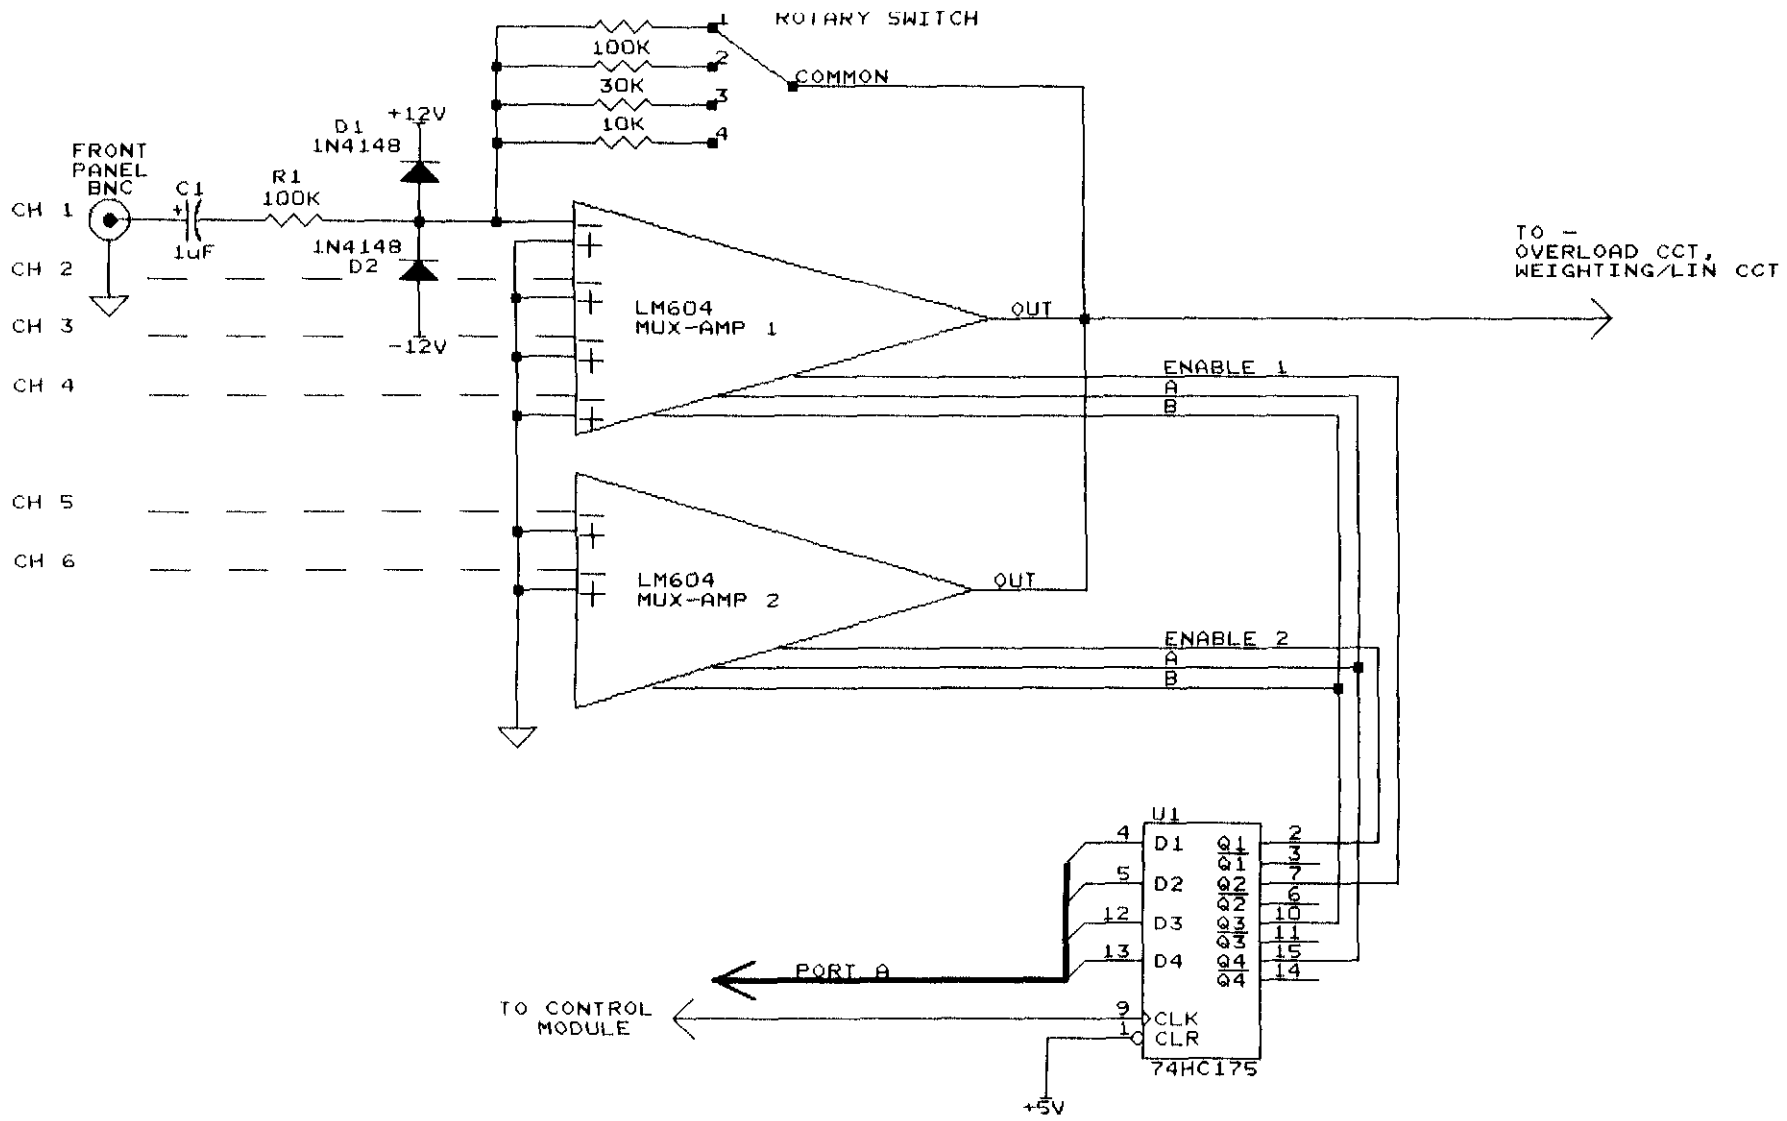 ROTARY SWITCH
1
100K
2
COMMON
30K
3
10K
4
+12V
D1
1N4148
FRONT
PANEL
BNC
C1
R1
100K
CH 1
+
1uF
1N4148
D2
-12V
CH 2
CH 3
CH 4
CH 5
CH 6
LM604
MUX-AMP 1
OUT
TO -
OVERLOAD CCT,
WEIGHTING/LIN CCT
ENABLE 1
A
B
LM604
MUX-AMP 2
OUT
ENABLE 2
A
B
U1
4 D1 Q1 2
Q1 3
5 D2 Q2 7
Q2 6
12 D3 Q3 10
Q3 11
13 D4 Q4 15
Q4 14
PORT A
TO CONTROL
MODULE
9 CLK
1 CLR
74HC175
+5V